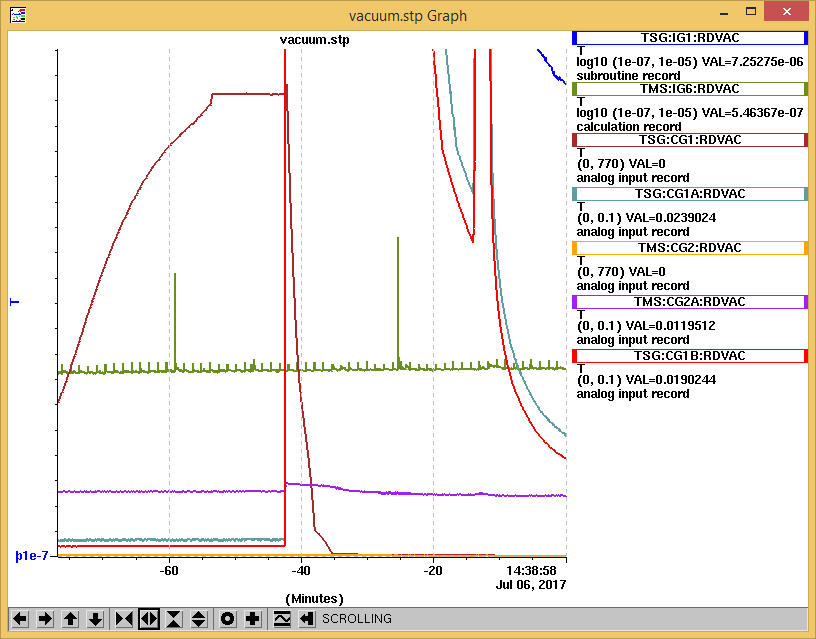 vacuum.stp Graph
vacuum.stp
T
þ1e-7
-60
-40
-20
14:38:58
Jul 06, 2017
(Minutes)
TSG:IG1:RDVAC
T
log10 (1e-07, 1e-05) VAL=7.25275e-06
subroutine record
TMS:IG6:RDVAC
T
log10 (1e-07, 1e-05) VAL=5.46367e-07
calculation record
TSG:CG1:RDVAC
T
(0, 770) VAL=0
analog input record
TSG:CG1A:RDVAC
T
(0, 0.1) VAL=0.0239024
analog input record
TMS:CG2:RDVAC
T
(0, 770) VAL=0
analog input record
TMS:CG2A:RDVAC
T
(0, 0.1) VAL=0.0119512
analog input record
TSG:CG1B:RDVAC
T
(0, 0.1) VAL=0.0190244
analog input record
SCROLLING